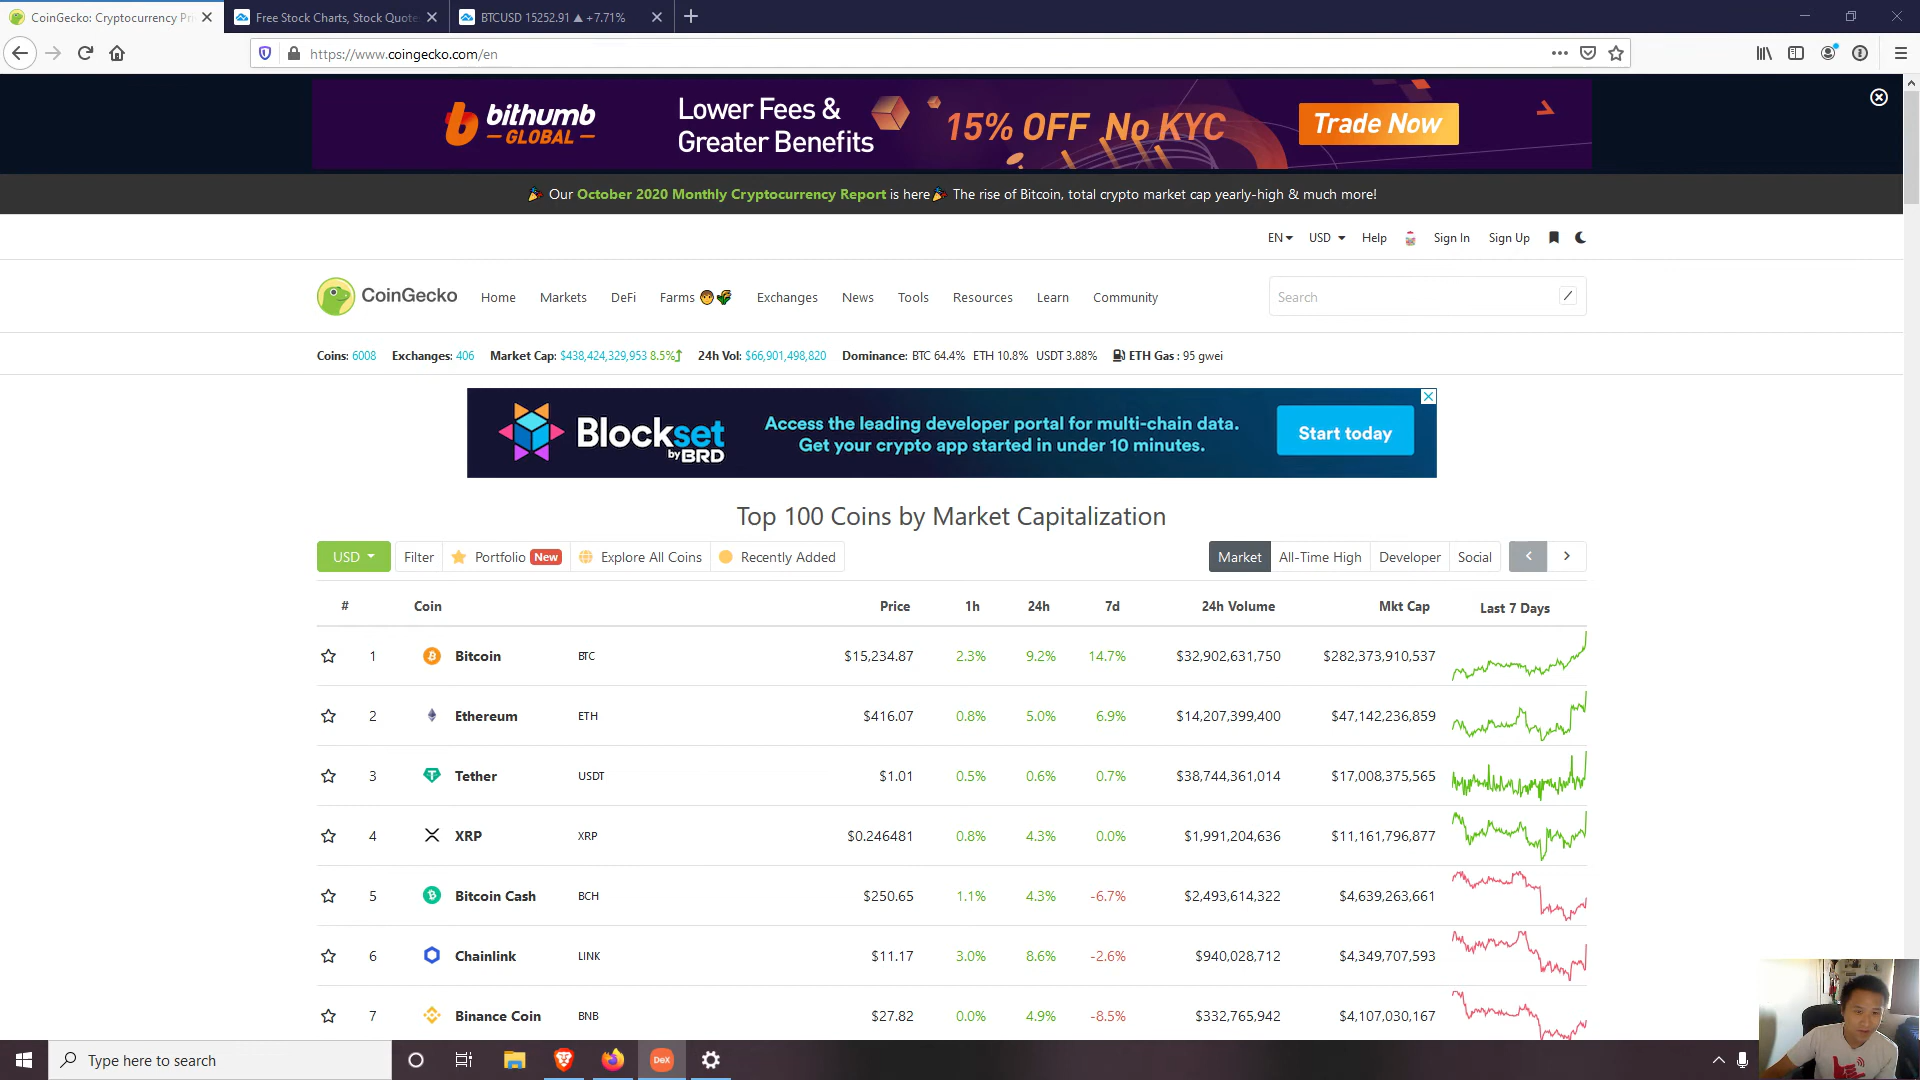 CoinGecko: Cryptocurrency Pri
Free Stock Charts, Stock Quote
BTCUSD 15252.91 ▲ +7.71%
https://www.coingecko.com/en
bithumb
GLOBAL
Lower Fees &
Greater Benefits
15% OFF No KYC
Trade Now
Our October 2020 Monthly Cryptocurrency Report is here The rise of Bitcoin, total crypto market cap yearly-high & much more!
EN USD Help Sign In Sign Up
CoinGecko Home Markets DeFi Farms Exchanges News Tools Resources Learn Community Search /
Coins: 6008 Exchanges: 406 Market Cap: $438,424,329,953 8.5% 24h Vol: $66,901,498,820 Dominance: BTC 64.4% ETH 10.8% USDT 3.88% ETH Gas : 95 gwei
Blockset
by BRD
Access the leading developer portal for multi-chain data.
Get your crypto app started in under 10 minutes.
Start today
Top 100 Coins by Market Capitalization
USD Filter Portfolio New Explore All Coins Recently Added Market All-Time High Developer Social
# Coin Price 1h 24h 7d 24h Volume Mkt Cap Last 7 Days
1 Bitcoin BTC $15,234.87 2.3% 9.2% 14.7% $32,902,631,750 $282,373,910,537
2 Ethereum ETH $416.07 0.8% 5.0% 6.9% $14,207,399,400 $47,142,236,859
3 Tether USDT $1.01 0.5% 0.6% 0.7% $38,744,361,014 $17,008,375,565
4 XRP XRP $0.246481 0.8% 4.3% 0.0% $1,991,204,636 $11,161,796,877
5 Bitcoin Cash BCH $250.65 1.1% 4.3% -6.7% $2,493,614,322 $4,639,263,661
6 Chainlink LINK $11.17 3.0% 8.6% -2.6% $940,028,712 $4,349,707,593
7 Binance Coin BNB $27.82 0.0% 4.9% -8.5% $332,765,942 $4,107,030,167
Type here to search
DeX